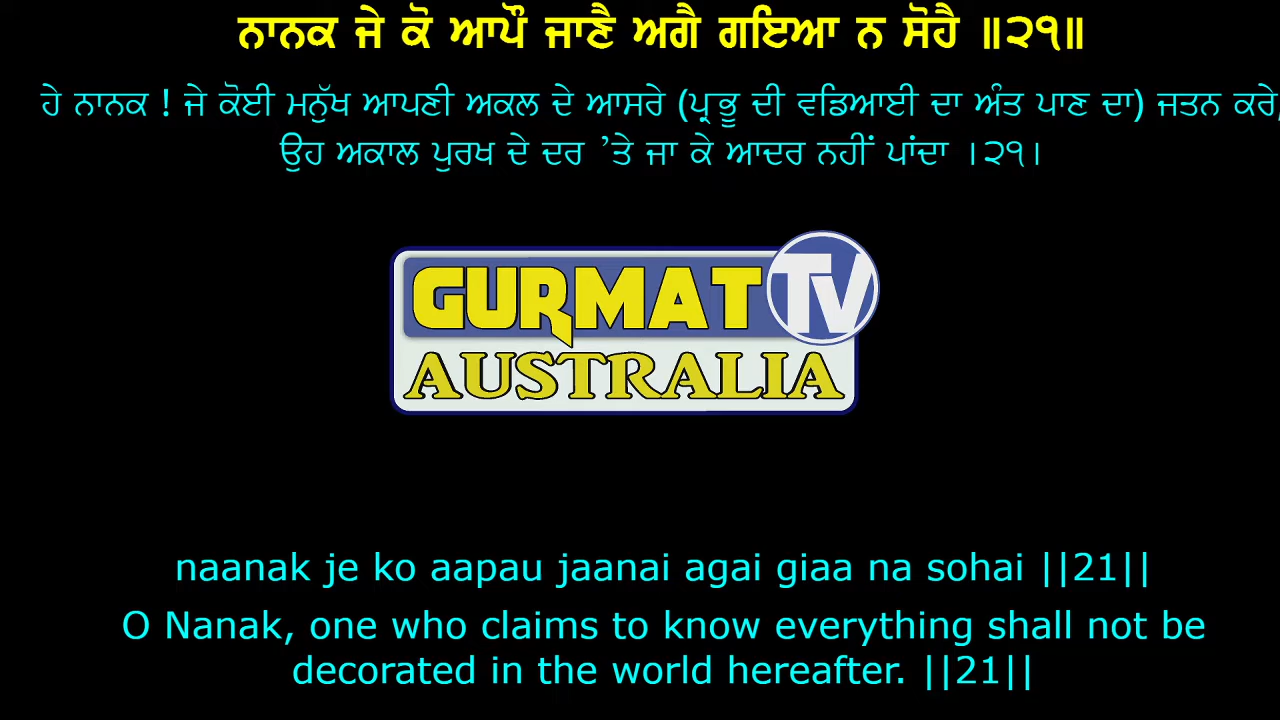 ਨਾਨਕ ਜੇ ਕੋ ਆਪੌ ਜਾਣੈ ਅਗੈ ਗਇਆ ਨ ਸੋਹੈ ॥੨੧॥
ਹੇ ਨਾਨਕ ! ਜੇ ਕੋਈ ਮਨੁੱਖ ਆਪਣੀ ਅਕਲ ਦੇ ਆਸਰੇ (ਪ੍ਰਭੂ ਦੀ ਵਡਿਆਈ ਦਾ ਅੰਤ ਪਾਣ ਦਾ) ਜਤਨ ਕਰੇ,
ਉਹ ਅਕਾਲ ਪੁਰਖ ਦੇ ਦਰ ’ਤੇ ਜਾ ਕੇ ਆਦਰ ਨਹੀਂ ਪਾਂਦਾ ।੨੧।
GURMAT TV
AUSTRALIA
naanak je ko aapau jaanai agai giaa na sohai ||21||
O Nanak, one who claims to know everything shall not be
decorated in the world hereafter. ||21||